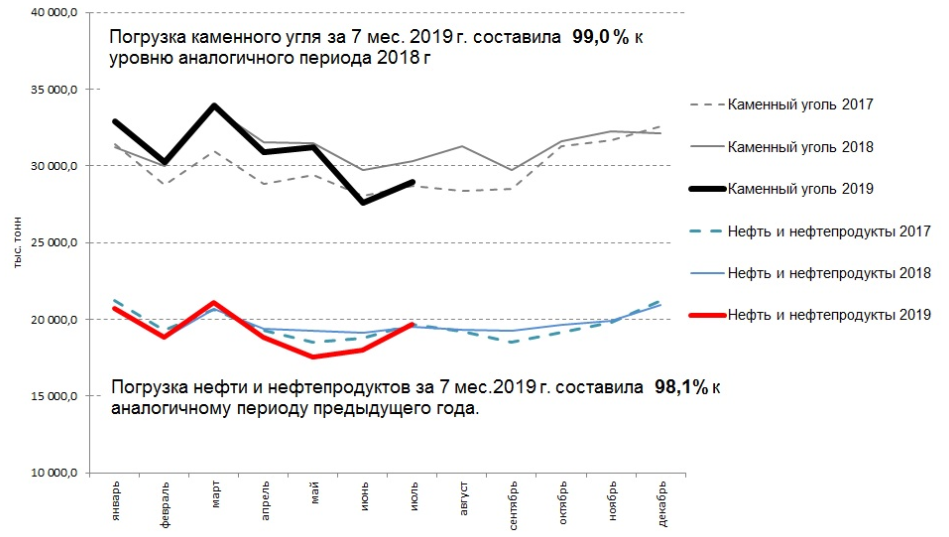 40 000,0
Погрузка каменного угля за 7 мес. 2019 г. составила 99,0 % к
уровню аналогичного периода 2018 г
35 000,0
30 000,0
25 000,0
20 000,0
15 000,0
10 000,0
тыс. тонн
Каменный уголь 2017
Каменный уголь 2018
Каменный уголь 2019
Нефть и нефтепродукты 2017
Нефть и нефтепродукты 2018
Нефть и нефтепродукты 2019
Погрузка нефти и нефтепродуктов за 7 мес.2019 г. составила 98,1% к
аналогичному периоду предыдущего года.
январь
февраль
март
апрель
май
июнь
июль
август
сентябрь
октябрь
ноябрь
декабрь